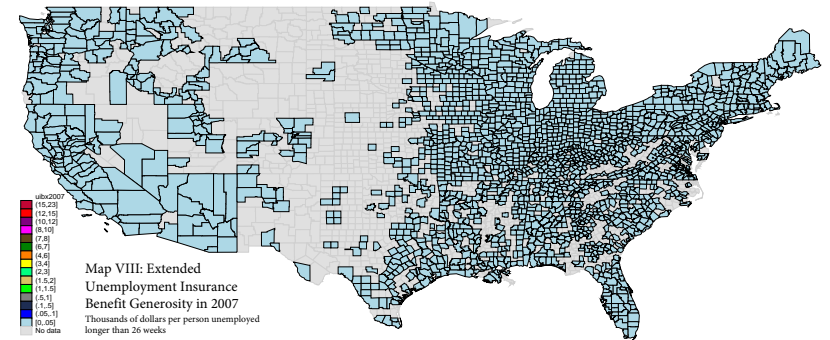 uibx2007
(15,23]
(12,15]
(10,12]
(8,10]
(7,8]
(6,7]
(4,6]
(3,4]
(2,3]
(1.5,2]
(1,1.5]
(.5,1]
(.1,.5]
(.05,.1]
[0,.05]
No data
Map VIII: Extended
Unemployment Insurance
Benefit Generosity in 2007
Thousands of dollars per person unemployed
longer than 26 weeks